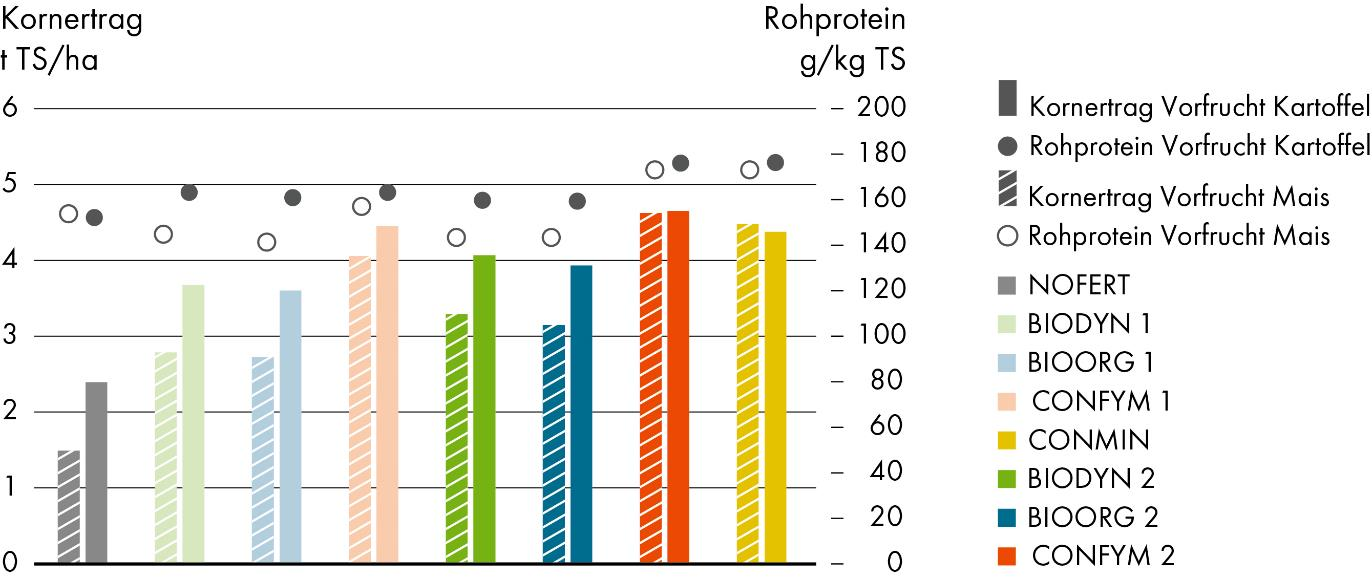 Kornertrag
t TS/ha
Rohprotein
g/kg TS
6
5
4
3
2
1
0
200
180
160
140
120
100
80
60
40
20
0
Kornertrag Vorfrucht Kartoffel
Rohprotein Vorfrucht Kartoffel
Kornertrag Vorfrucht Mais
Rohprotein Vorfrucht Mais
NOFERT
BIODYN 1
BIOORG 1
CONFYM 1
CONMIN
BIODYN 2
BIOORG 2
CONFYM 2